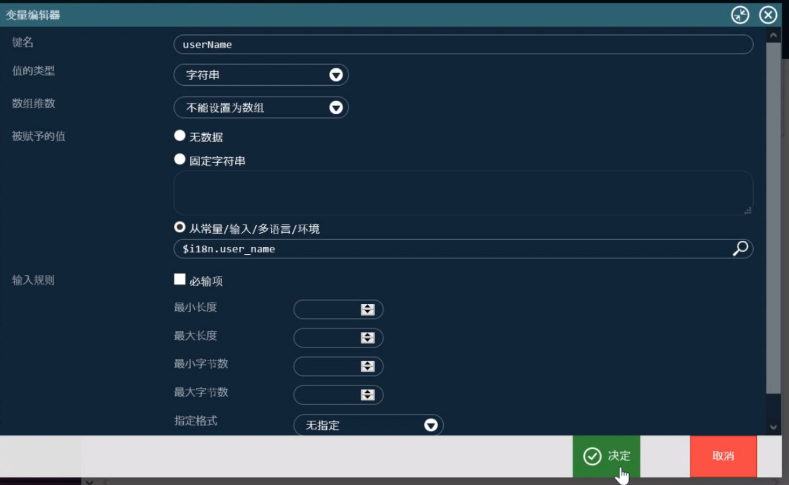 变量编辑器
键名
userName
值的类型
字符串
数组维数
不能设置为数组
被赋予的值
无数据
固定字符串
从常量/输入/多语言/环境
$i18n.user_name
输入规则
必输项
最小长度
最大长度
最小字节数
最大字节数
指定格式
无指定
决定
取消